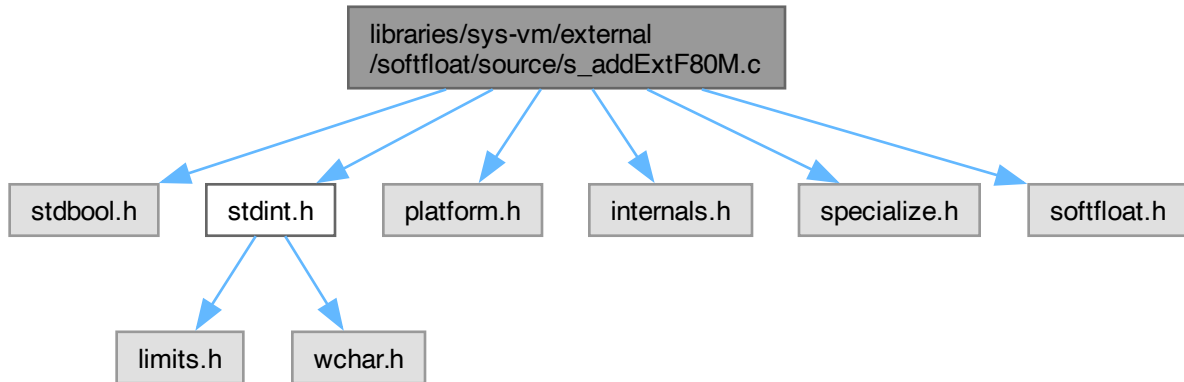 libraries/sys-vm/external
/softfloat/source/s_addExtF80M.c
stdbool.h
stdint.h
platform.h
internals.h
specialize.h
softfloat.h
limits.h
wchar.h